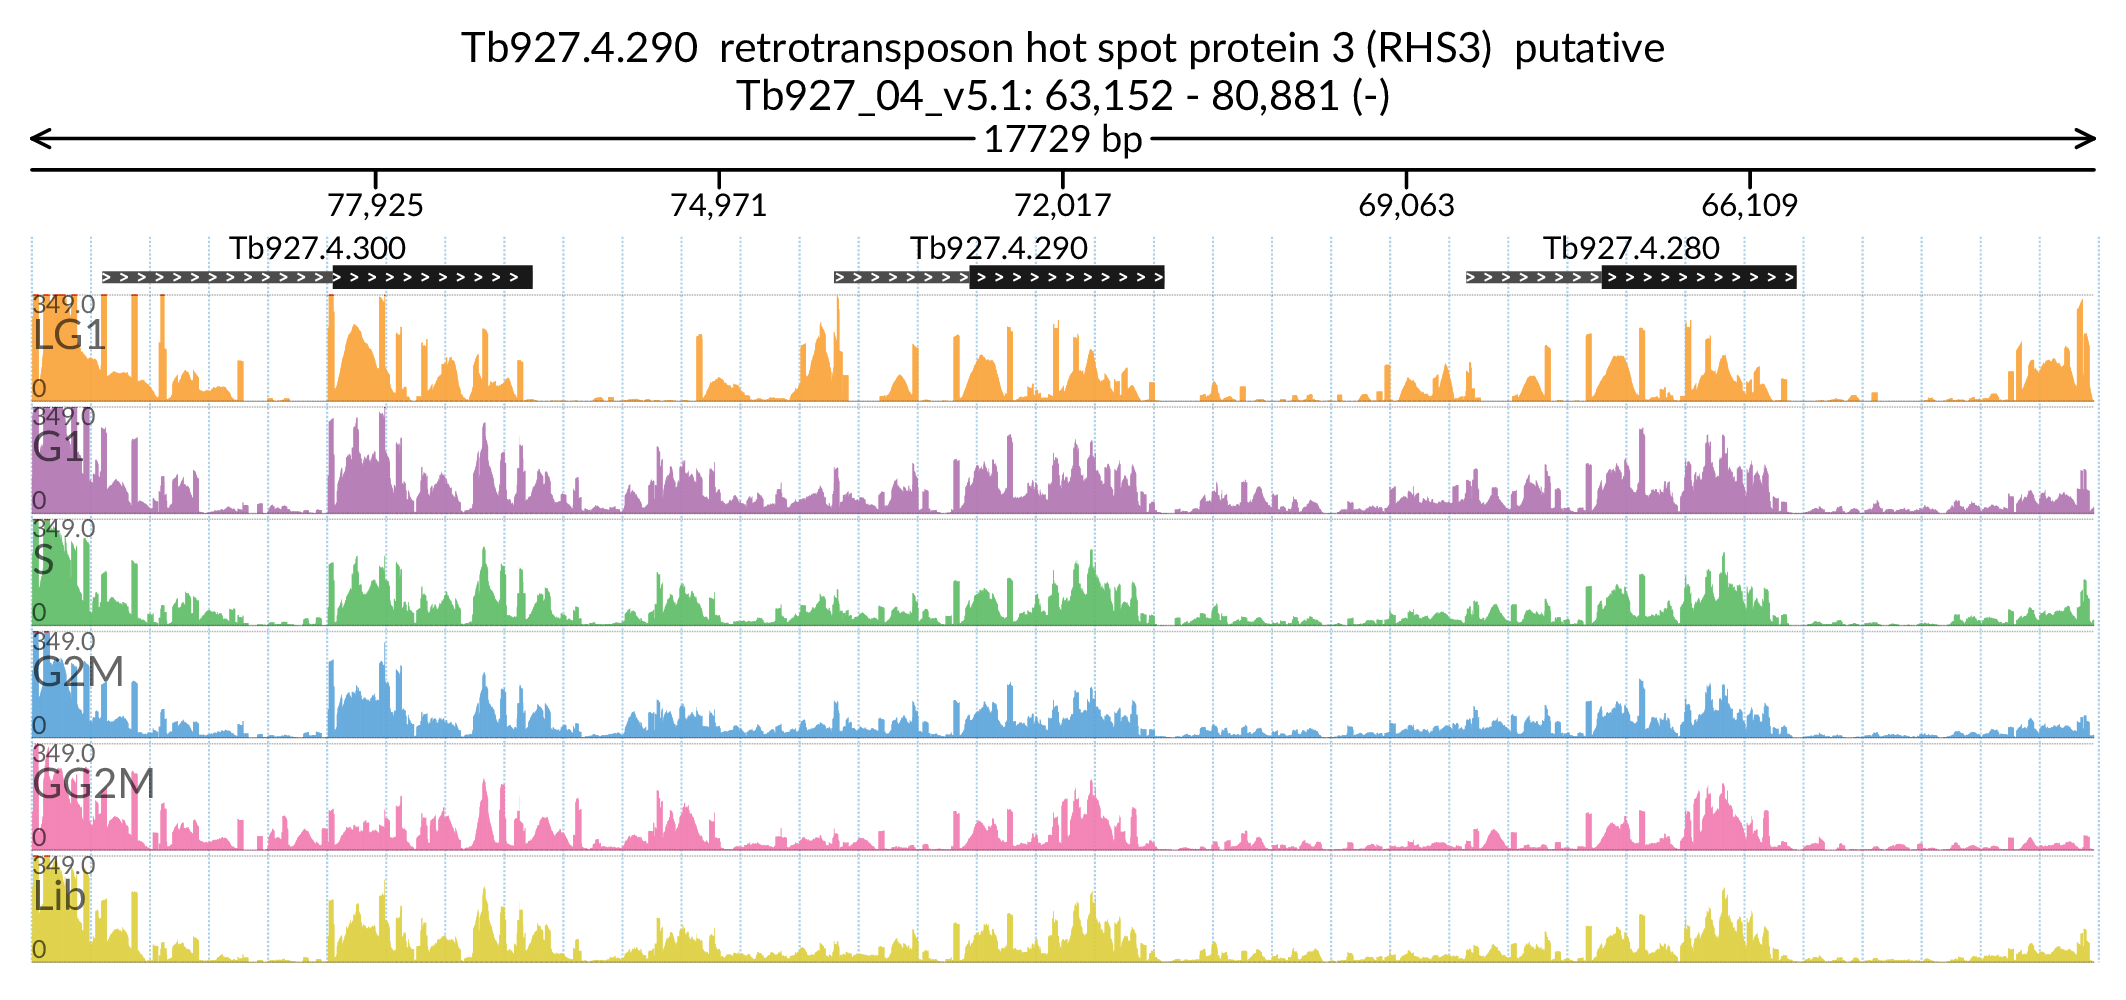 Tb927.4.290 retrotransposon hot spot protein 3 (RHS3) putative
Tb927_04_v5.1: 63,152 - 80,881 (-)
17729 bp
77,925 74,971 72,017 69,063 66,109
Tb927.4.300 Tb927.4.290 Tb927.4.280
349.0
LG1
0
349.0
G1
0
349.0
S
0
349.0
G2M
0
349.0
GG2M
0
349.0
Lib
0